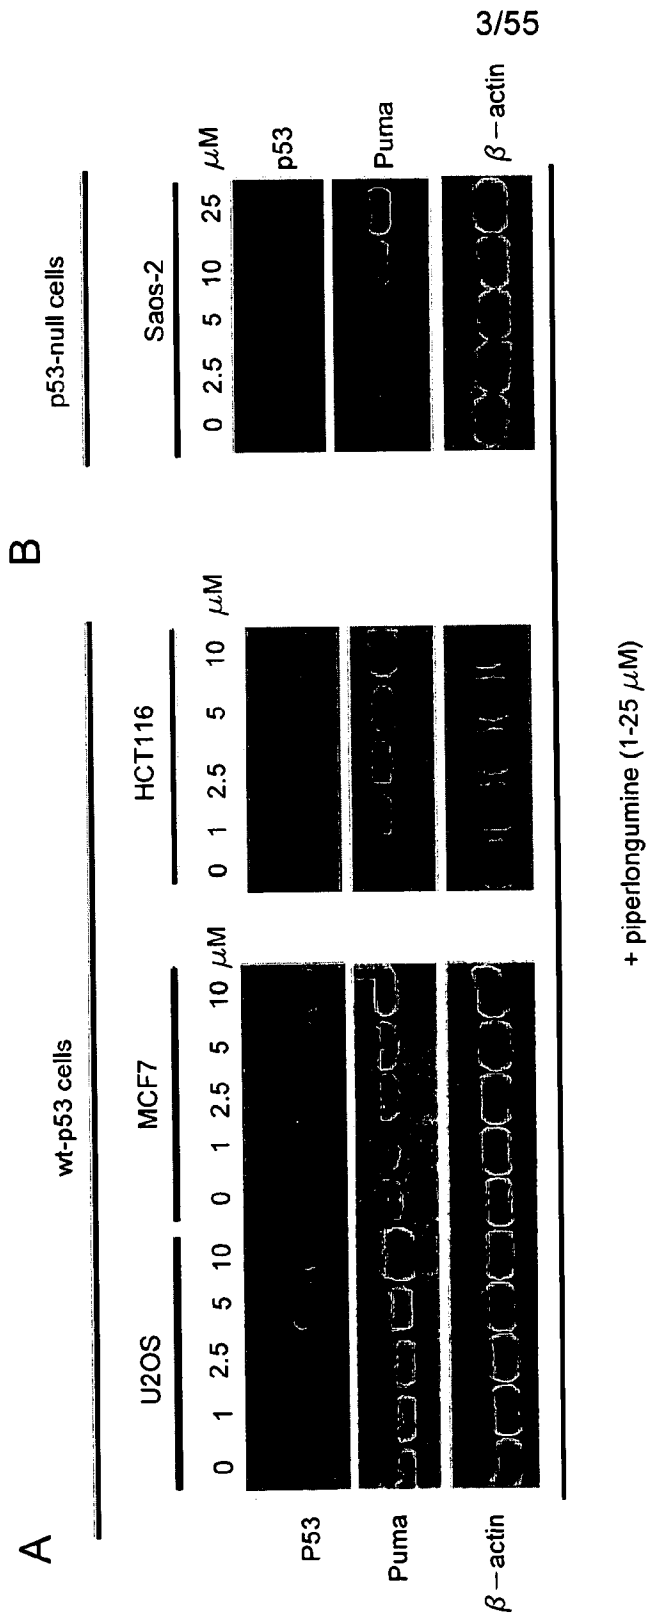 3/55
A
wt-p53 cells
U2OS
MCF7
HCT116
0 1 2.5 5 10 0 1 2.5 5 10 μM
0 1 2.5 5 10 μM
P53
Puma
β-actin
B
p53-null cells
Saos-2
0 2.5 5 10 25 μM
p53
Puma
β-actin
+ piperlongumine (1-25 μM)